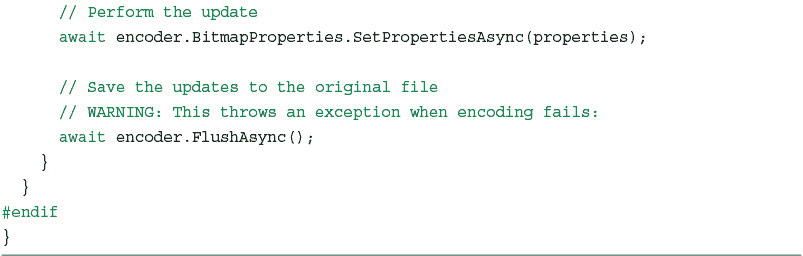 // Perform the update
await encoder.BitmapProperties.SetPropertiesAsync(properties);
// Save the updates to the original file
// WARNING: This throws an exception when encoding fails:
await encoder.FlushAsync();
}
}
#endif
}